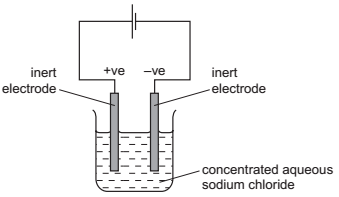 +ve –ve
inert
electrode
inert
electrode
concentrated aqueous
sodium chloride